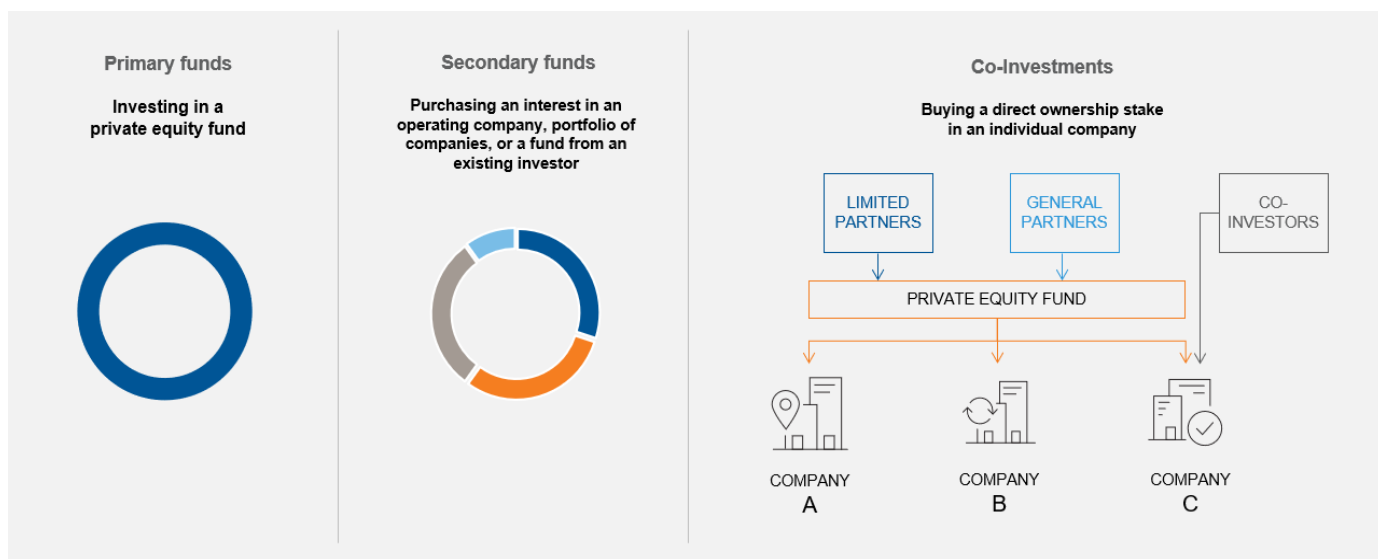 Primary funds
Investing in a
private equity fund
Secondary funds
Purchasing an interest in an
operating company, portfolio of
companies, or a fund from an
existing investor
Co-Investments
Buying a direct ownership stake
in an individual company
LIMITED
PARTNERS
GENERAL
PARTNERS
CO-
INVESTORS
PRIVATE EQUITY FUND
COMPANY
A
COMPANY
B
COMPANY
C